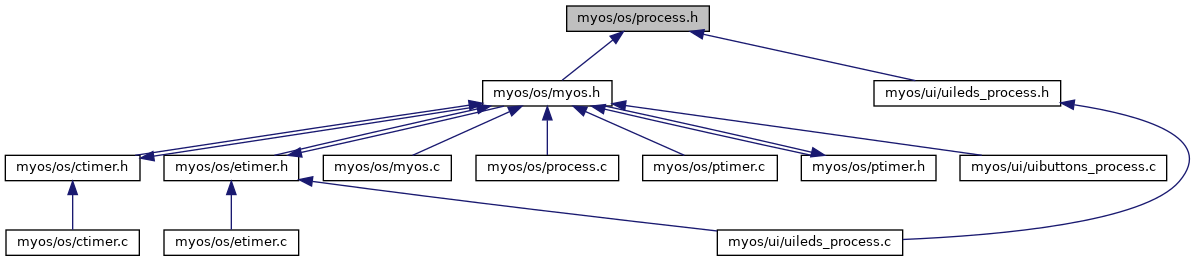 myos/os/process.h
myos/os/myos.h
myos/ui/uileds_process.h
myos/os/ctimer.h
myos/os/etimer.h
myos/os/myos.c
myos/os/process.c
myos/os/ptimer.c
myos/os/ptimer.h
myos/ui/uibuttons_process.c
myos/os/ctimer.c
myos/os/etimer.c
myos/ui/uileds_process.c